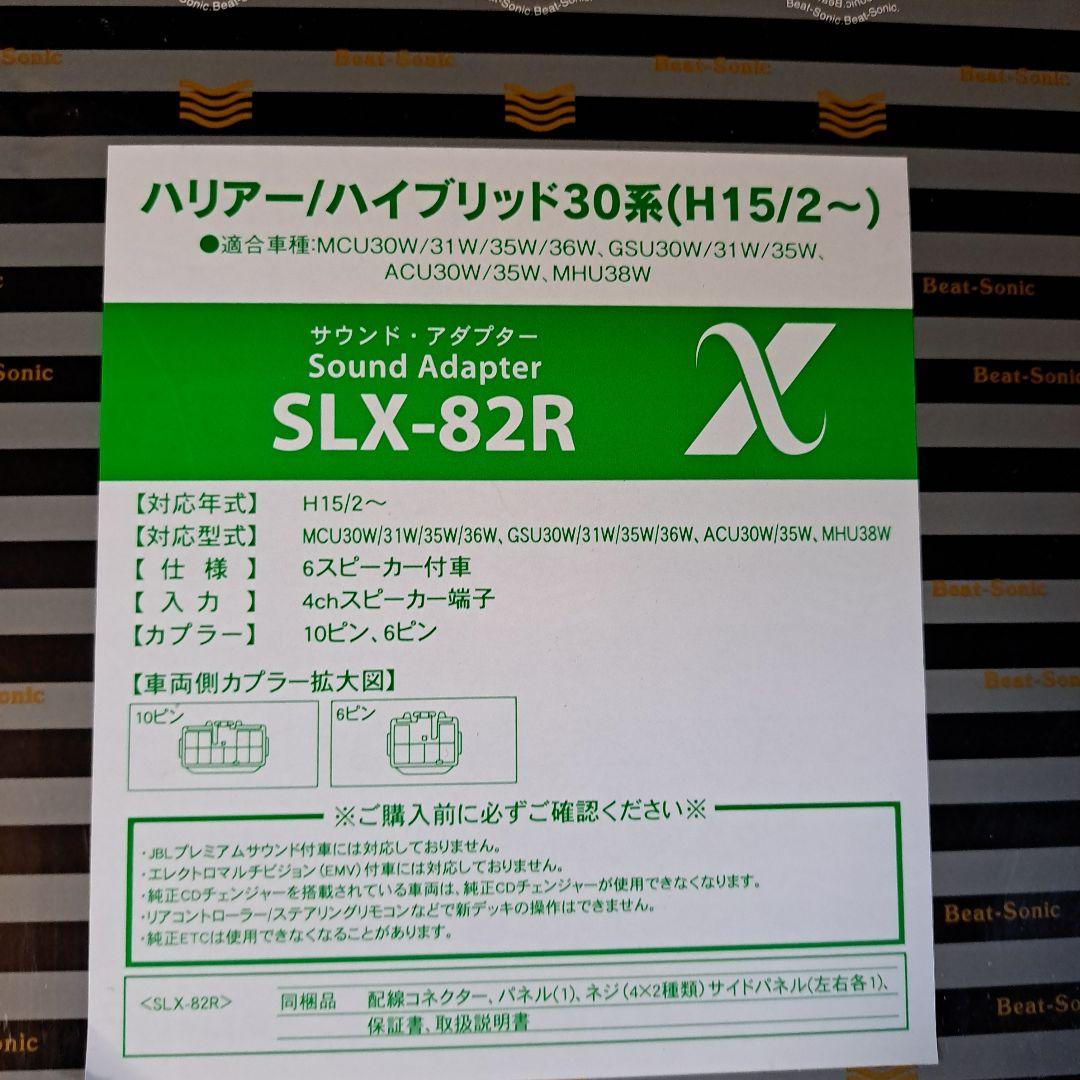 Sonic.Beat-Sonic.
Beat-Sonic.Beat-Sonic.
Sonic
Beat-Sonic
Beat-Sonic
Beat-Sonic
ハリアー/ハイブリッド30系(H15/2～)
●適合車種:MCU30W/31W/35W/36W、GSU30W/31W/35W、
ACU30W/35W、MHU38W
Beat-Sonic
サウンド・アダプター
Sound Adapter
SLX-82R
X
Sonic
Beat-Sonic
【対応年式】 H15/2～
【対応型式】 MCU30W/31W/35W/36W、GSU30W/31W/35W/36W、ACU30W/35W、MHU38W
【仕様】 6スピーカー付車
【入力】 4chスピーカー端子
【カプラー】 10ピン、6ピン
Beat-Sonic
【車両側カプラー拡大図】
10ピン 6ピン
Beat-Son
onic
※ご購入前に必ずご確認ください※
・JBLプレミアムサウンド付車には対応しておりません。
・エレクトロマルチビジョン(EMV)付車には対応しておりません。
・純正CDチェンジャーを搭載されている車両は、純正CDチェンジャーが使用できなくなります。
・リアコントローラー/ステアリングリモコンなどで新デッキの操作はできません。
・純正ETCは使用できなくなることがあります。
Beat-Sonic
<SLX-82R> 同梱品 配線コネクター、パネル(1)、ネジ(4×2種類)サイドパネル(左右各1)、
保証書、取扱説明書
Beat-So
nic